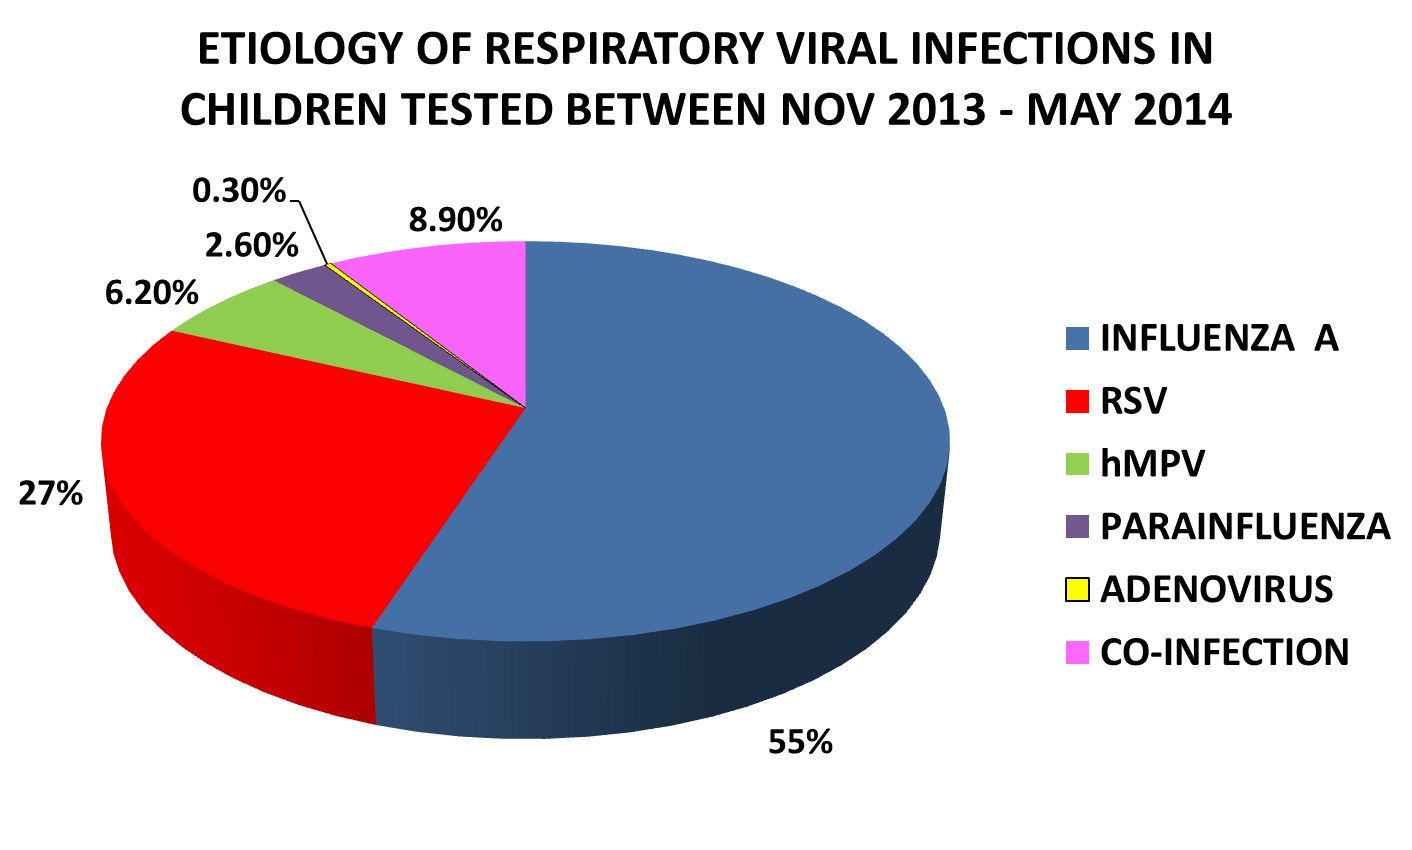 ETIOLOGY OF RESPIRATORY VIRAL INFECTIONS IN
CHILDREN TESTED BETWEEN NOV 2013 - MAY 2014
0.30%
8.90%
2.60%
6.20%
27%
55%
INFLUENZA  A
RSV
hMPV
PARAINFLUENZA
ADENOVIRUS
CO-INFECTION